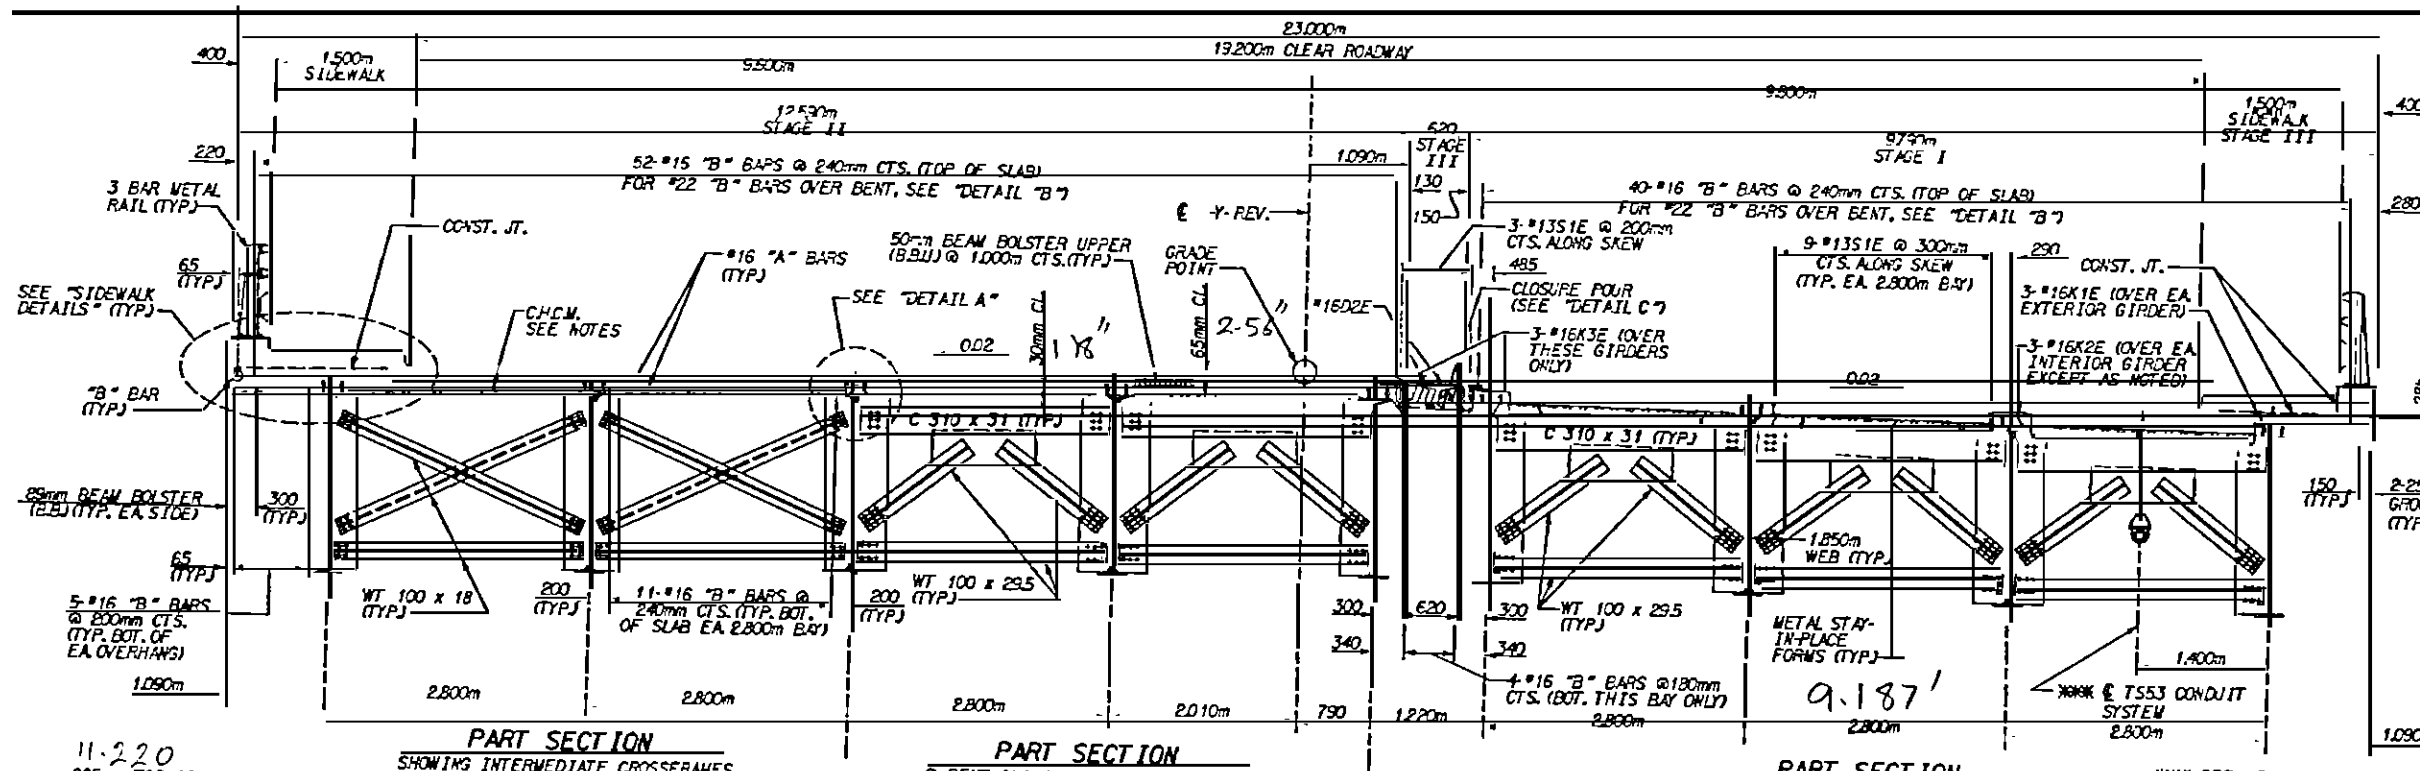 23.000m
19.200m CLEAR ROADWAY
400
1.500m
SIDEWALK
9.600m
9.600m
12.590m
STAGE II
620
STAGE
III
9.790m
STAGE I
1.500m
SIDEWALK
STAGE III
400
220
52-#16 "B" BARS @ 240mm CTS. (TOP OF SLAB)
FOR #22 "B" BARS OVER BENT, SEE "DETAIL "B")
1.090m
130
150
40-#16 "B" BARS @ 240mm CTS. (TOP OF SLAB)
FOR #22 "B" BARS OVER BENT, SEE "DETAIL "B")
280
3 BAR METAL
RAIL (TYP.)
CONST. JT.
℄ -Y- REV.
3-#13S1E @ 200mm
CTS. ALONG SKEW
9-#13S1E @ 300mm
CTS. ALONG SKEW
(TYP. EA. 2.800m BAY)
290
CONST. JT.
65
(TYP.)
#16 "A" BARS
(TYP.)
50mm BEAM BOLSTER UPPER
(B.B.U.) @ 1.000m CTS. (TYP.)
GRADE
POINT
485
SEE "SIDEWALK
DETAILS" (TYP.)
C.H.C.M.
SEE NOTES
SEE "DETAIL A"
30mm CL
1 1/8"
65mm CL
2-56"
#16D2E
CLOSURE POUR
(SEE "DETAIL C")
3-#16K1E (OVER EA.
EXTERIOR GIRDER)
0.02
3-#16K3E (OVER
THESE GIRDERS
ONLY)
3-#16K2E (OVER EA.
INTERIOR GIRDER
EXCEPT AS NOTED)
0.02
"B" BAR
(TYP.)
C 310 x 31 (TYP.)
C 310 x 31 (TYP.)
BEAM BOLSTER
(B.B.) (TYP. EA. SIDE)
300
(TYP.)
150
(TYP.)
1.850m
WEB (TYP.)
65
(TYP.)
WT 100 x 18
(TYP.)
200
(TYP.)
11-#16 "B" BARS @
240mm CTS. (TYP. BOT.
OF SLAB EA. 2.800m BAY)
200
(TYP.)
WT 100 x 29.5
(TYP.)
300
620
300
WT 100 x 29.5
(TYP.)
5-#16 "B" BARS
@ 200mm CTS.
(TYP. BOT. OF
EA. OVERHANG)
340
340
METAL STAY-
IN-PLACE
FORMS (TYP.)
1.400m
1.090m
2.800m
2.800m
2.800m
2.010m
790
1.220m
4-#16 "B" BARS @ 180mm
CTS. (BOT. THIS BAY ONLY)
9.187'
2.800m
2.800m
2.800m
*** ℄ TS53 CONDUIT
SYSTEM
1.090
11.220
PART SECTION
SHOWING INTERMEDIATE CROSSFRAMES
PART SECTION
PART SECTION